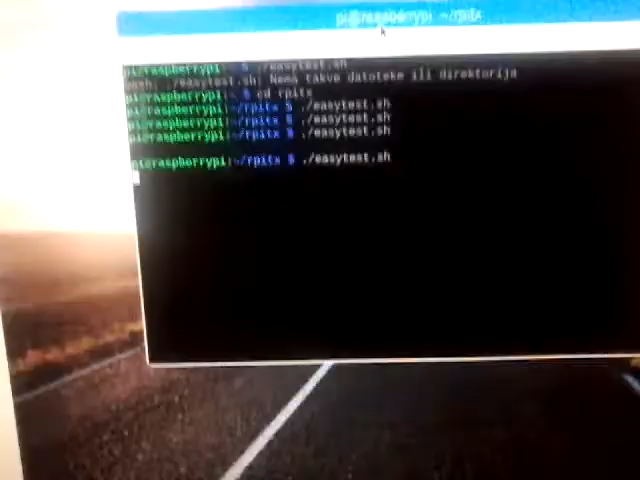 pi@raspberrypi: ~/rpitx
pi@raspberrypi: $ ./easytest.sh
bash: ./easytest.sh: Nema takve datoteke ili direktorija
pi@raspberrypi: $ cd rpitx
pi@raspberrypi:~/rpitx $ ./easytest.sh
pi@raspberrypi:~/rpitx $ ./easytest.sh
pi@raspberrypi:~/rpitx $ ./easytest.sh
pi@raspberrypi:~/rpitx $ ./easytest.sh